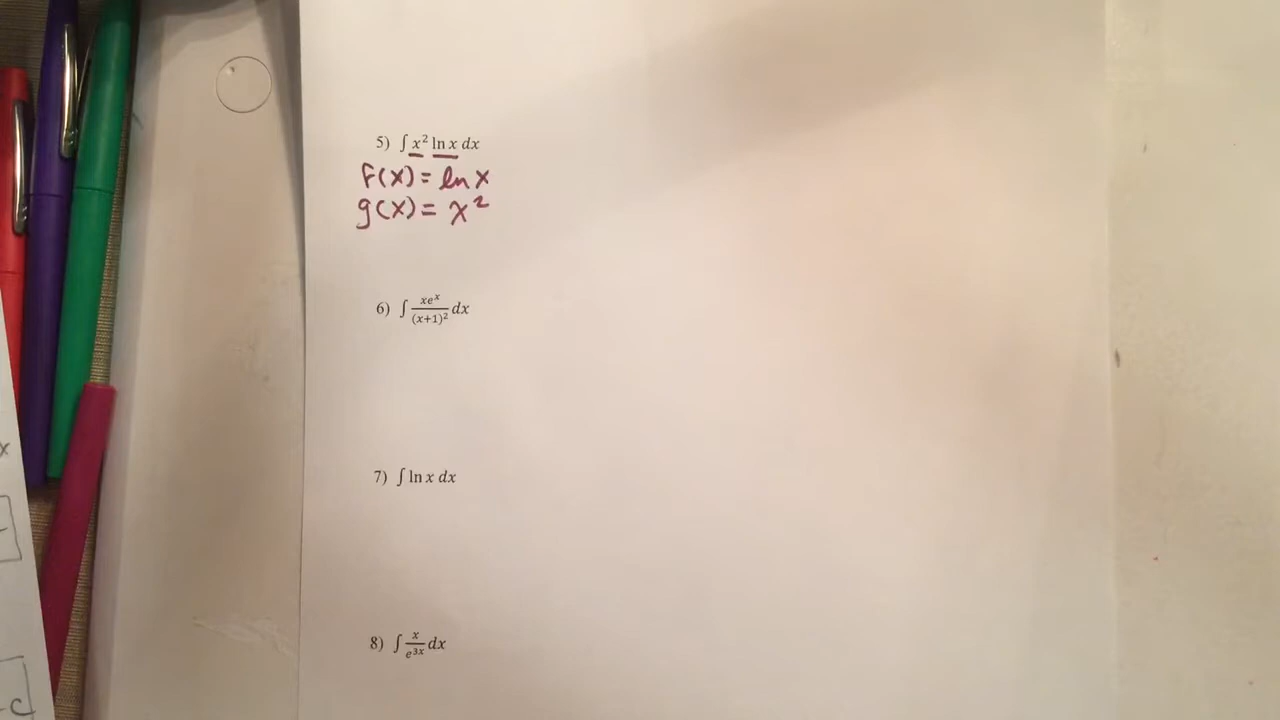 5) ∫ x² ln x dx
f(x) = ln x
g(x) = x²
6) ∫ xeˣ/(x+1)² dx
7) ∫ ln x dx
8) ∫ x/e³ˣ dx
x
c